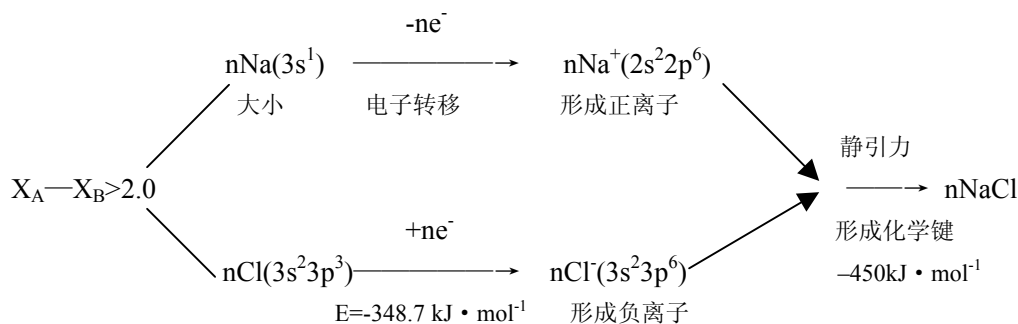 -ne⁻
nNa(3s¹) ———→ nNa⁺(2s²2p⁶)
大小 电子转移 形成正离子
静引力
X_A—X_B>2.0 ——→ nNaCl
+ne⁻ 形成化学键
nCl(3s²3p³) ———→ nCl⁻(3s²3p⁶) –450kJ·mol⁻¹
E=-348.7 kJ·mol⁻¹ 形成负离子